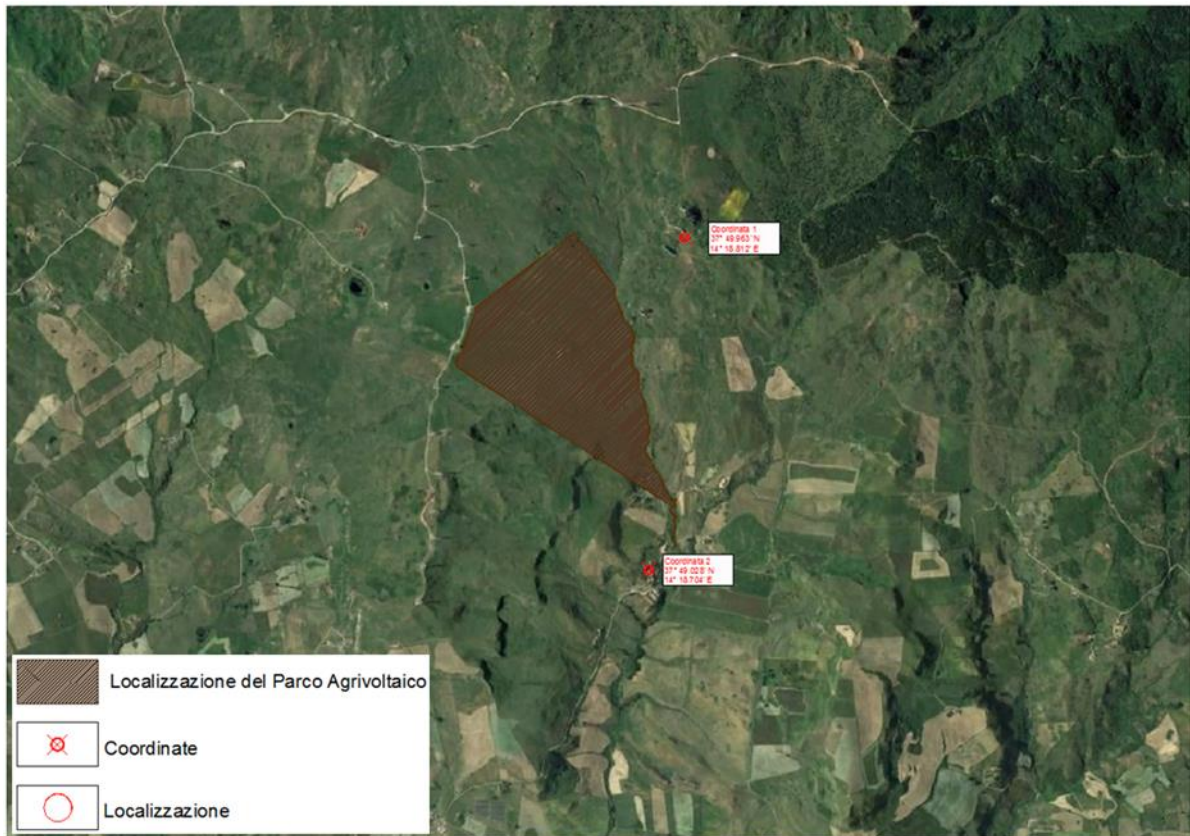 Coordinata 1
37° 49.963' N
14° 18.812' E
Coordinata 2
37° 49.028' N
14° 18.704' E
Localizzazione del Parco Agrivoltaico
Coordinate
Localizzazione